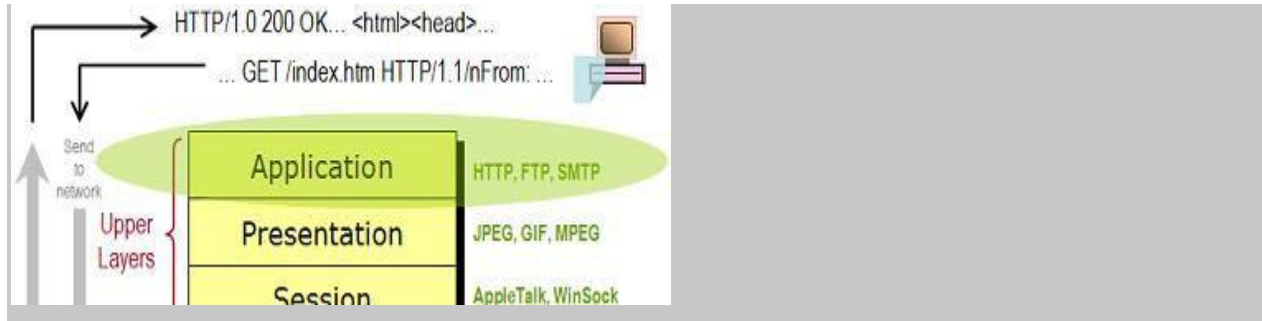 HTTP/1.0 200 OK... <html><head>...
... GET /index.htm HTTP/1.1/nFrom: ...
Send
to
network
Application
HTTP, FTP, SMTP
Upper
Layers
Presentation
JPEG, GIF, MPEG
Session
AppleTalk, WinSock